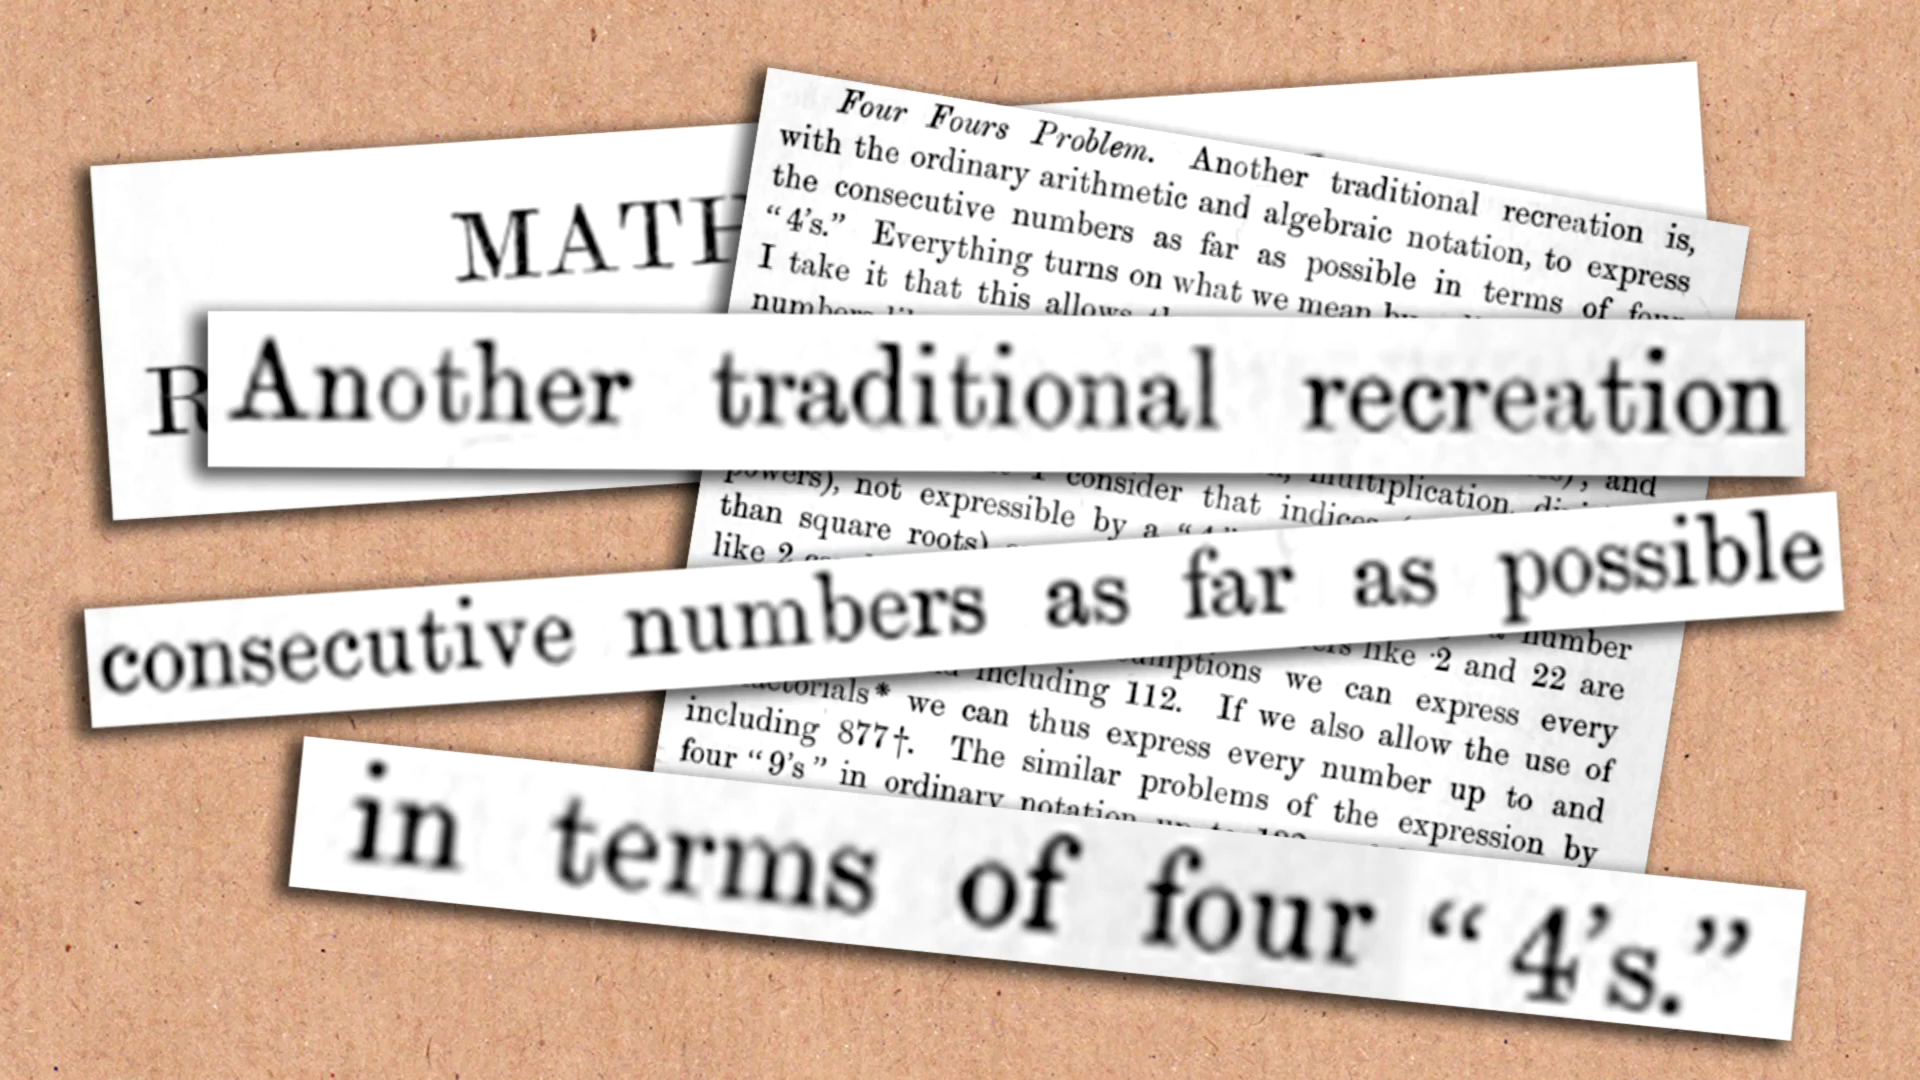 MATH
R
Four Fours Problem. Another traditional recreation is,
with the ordinary arithmetic and algebraic notation, to express
the consecutive numbers as far as possible in terms of four
“4’s.” Everything turns on what we mean by
I take it that this allows
numbers
Another traditional recreation
and
powers), not expressible by a “4” consider that indices multiplication,
than square roots)
like 2
consecutive numbers as far as possible
number
like ·2 and 22 are
we can express every
including 112. If we also allow the use of
factorials* we can thus express every number up to and
including 877†. The similar problems of the expression by
four “9’s” in ordinary notation up to
in terms of four “4’s.”